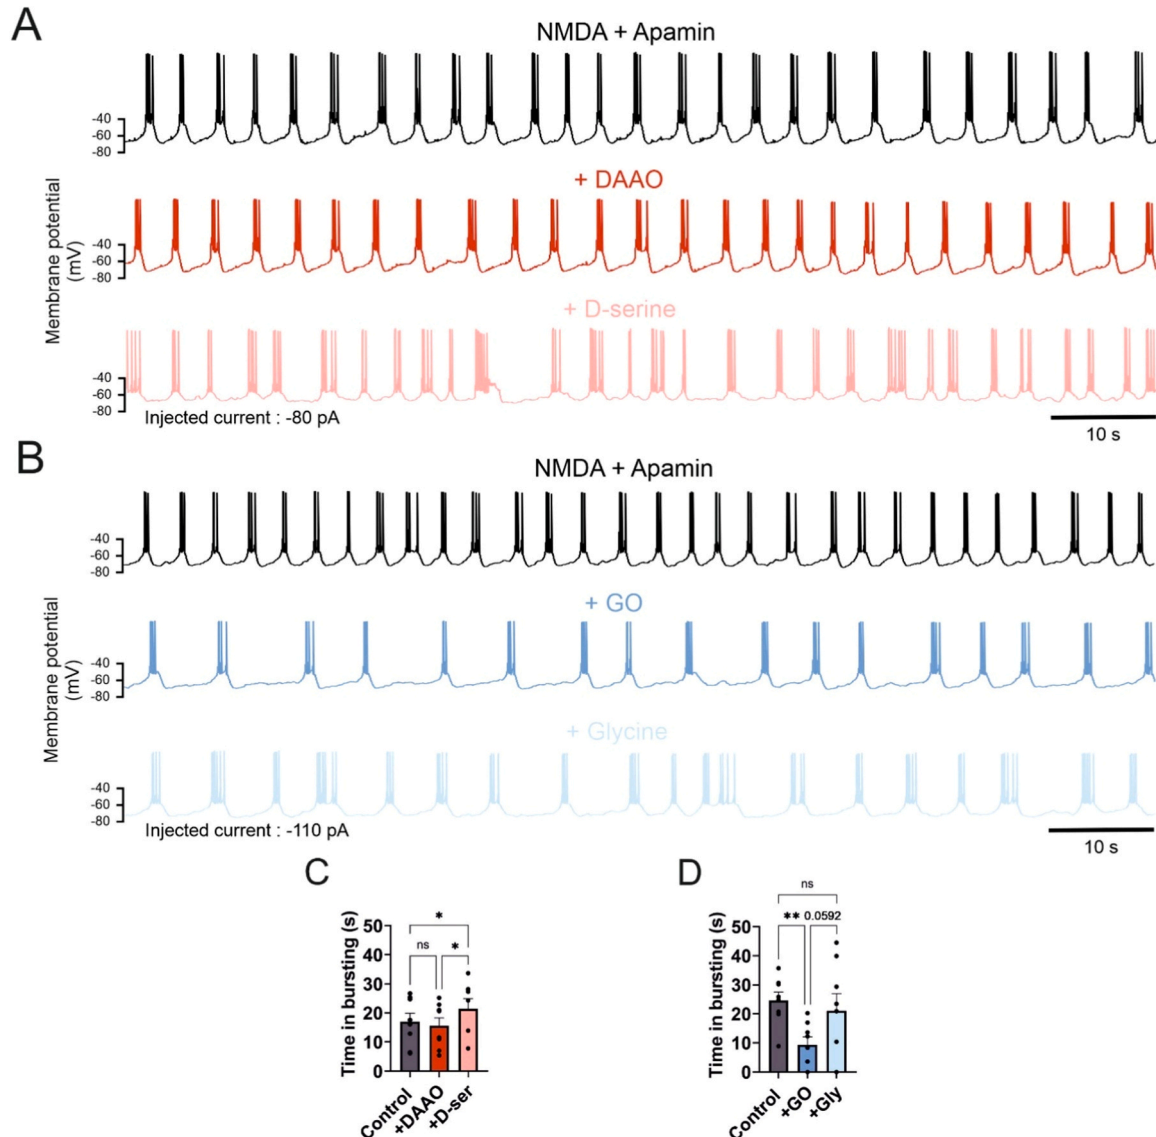 A
NMDA + Apamin
-40
-60
-80
+ DAAO
Membrane potential
(mV)
-40
-60
-80
+ D-serine
-40
-60
-80
Injected current : -80 pA
10 s
B
NMDA + Apamin
-40
-60
-80
+ GO
Membrane potential
(mV)
-40
-60
-80
+ Glycine
-40
-60
-80
Injected current : -110 pA
10 s
C
Time in bursting (s)
50
40
30
20
10
0
*
ns
*
Control
+DAAO
+D-ser
D
Time in bursting (s)
50
40
30
20
10
0
ns
**
0.0592
Control
+GO
+Gly